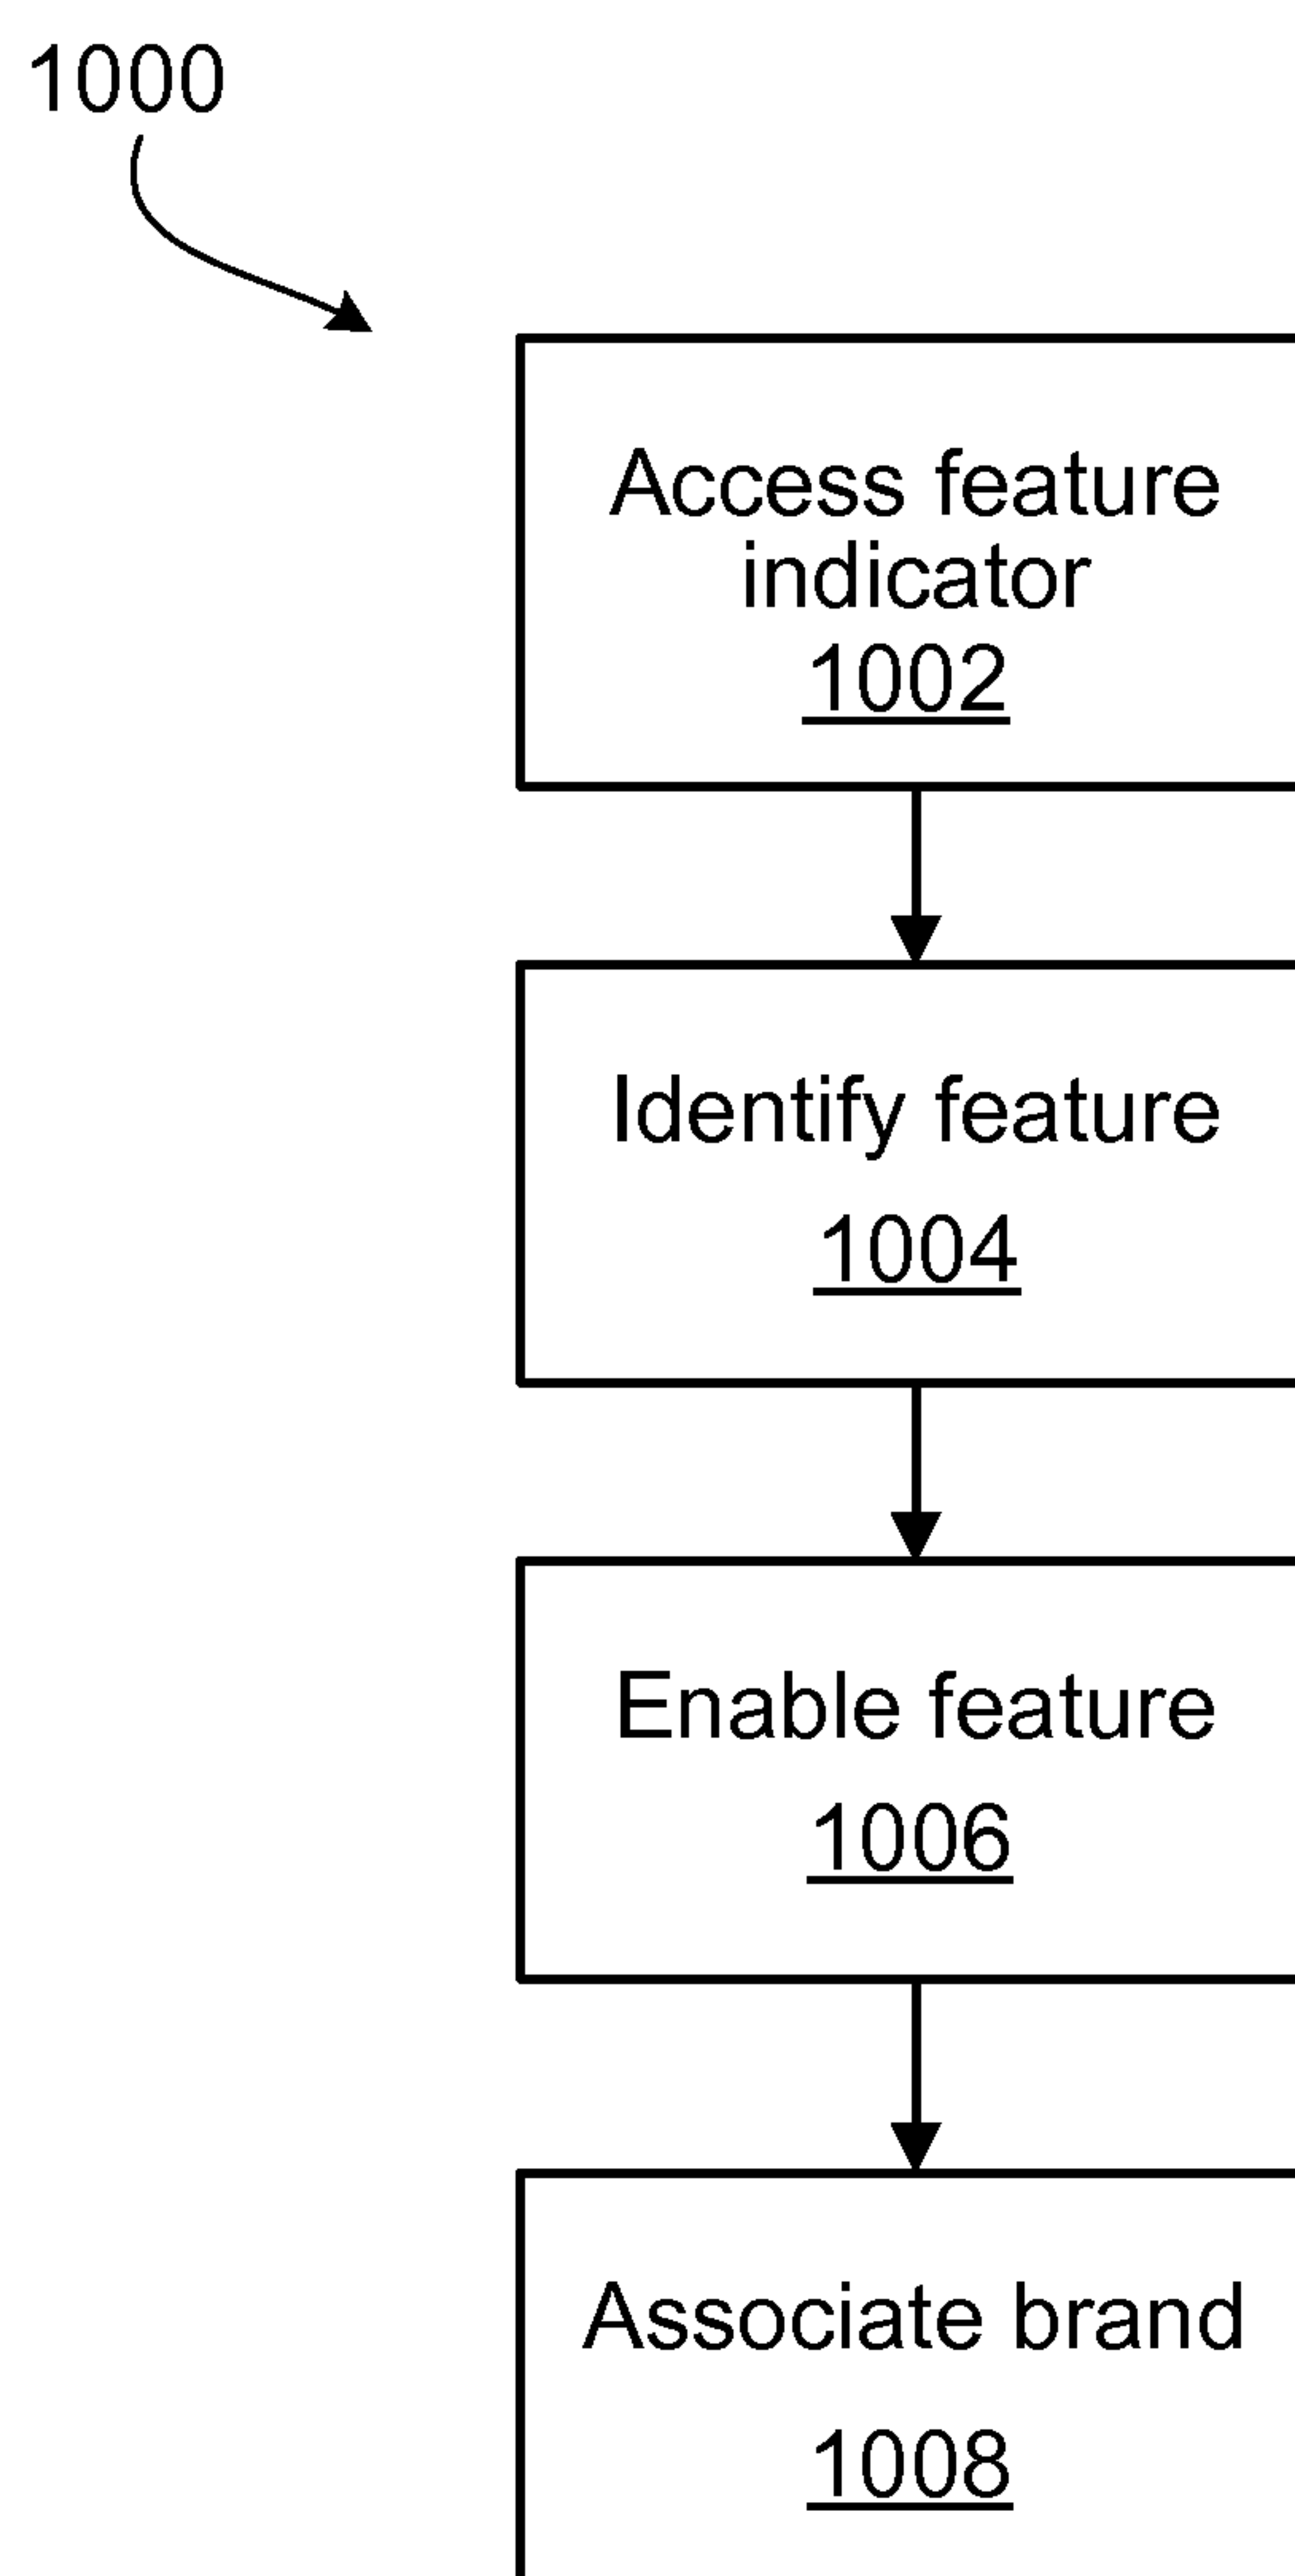 1000
Access feature
indicator
1002
Identify feature
1004
Enable feature
1006
Associate brand
1008